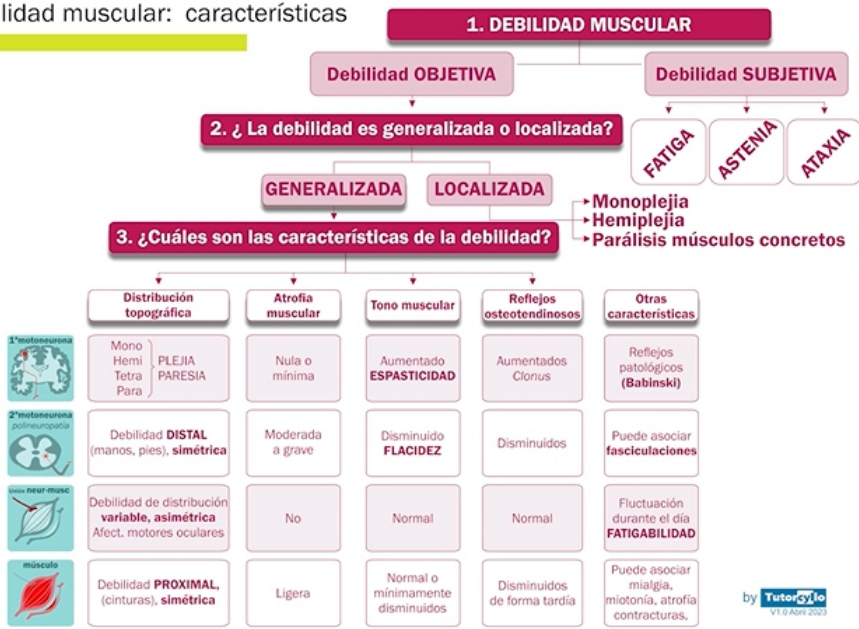 lidad muscular: características
1. DEBILIDAD MUSCULAR
Debilidad OBJETIVA
Debilidad SUBJETIVA
2. ¿ La debilidad es generalizada o localizada?
FATIGA
ASTENIA
ATAXIA
GENERALIZADA
LOCALIZADA
Monoplejia
Hemiplejia
Parálisis músculos concretos
3. ¿Cuáles son las características de la debilidad?
Distribución
topográfica
Atrofia
muscular
Tono muscular
Reflejos
osteotendinosos
Otras
características
1ªmotoneurona
Mono
Hemi
Tetra
Para
PLEJIA
PARESIA
Nula o
mínima
Aumentado
ESPASTICIDAD
Aumentados
Clonus
Reflejos
patológicos
(Babinski)
2ªmotoneurona
polineuropatía
Debilidad DISTAL
(manos, pies), simétrica
Moderada
a grave
Disminuido
FLACIDEZ
Disminuidos
Puede asociar
fasciculaciones
Unión neur-musc
Debilidad de distribución
variable, asimétrica
Afect. motores oculares
No
Normal
Normal
Fluctuación
durante el día
FATIGABILIDAD
músculo
Debilidad PROXIMAL,
(cinturas), simétrica
Ligera
Normal o
mínimamente
disminuidos
Disminuidos
de forma tardía
Puede asociar
mialgia,
miotonía, atrofía
contracturas,
by Tutorcylo
V1.0 Abril 2023